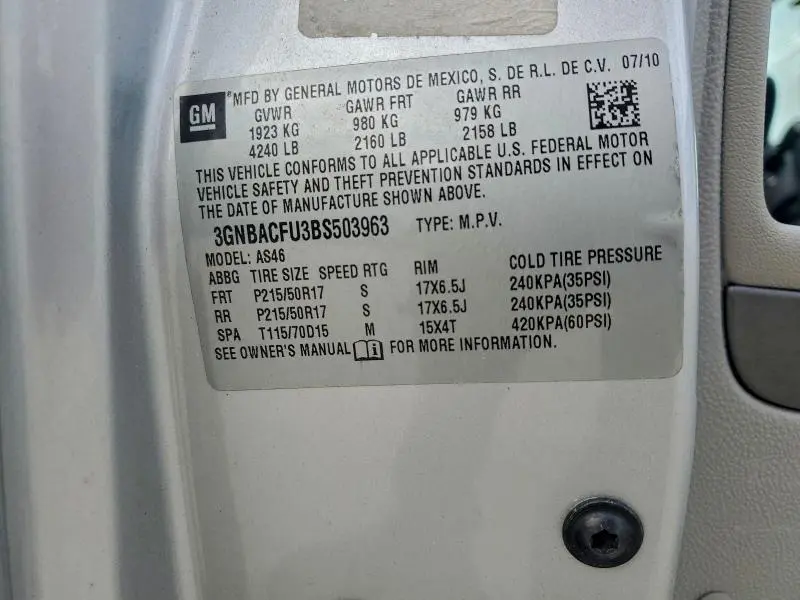 GM
*MFD BY GENERAL MOTORS DE MEXICO, S. DE R.L. DE C.V. 07/10
GVWR GAWR FRT GAWR RR
1923 KG 980 KG 979 KG
4240 LB 2160 LB 2158 LB
THIS VEHICLE CONFORMS TO ALL APPLICABLE U.S. FEDERAL MOTOR
VEHICLE SAFETY AND THEFT PREVENTION STANDARDS IN EFFECT ON
THE DATE OF MANUFACTURE SHOWN ABOVE.
3GNBACFU3BS503963 TYPE: M.P.V.
MODEL: AS46
ABBG TIRE SIZE SPEED RTG RIM COLD TIRE PRESSURE
FRT P215/50R17 S 17X6.5J 240KPA(35PSI)
RR P215/50R17 S 17X6.5J 240KPA(35PSI)
SPA T115/70D15 M 15X4T 420KPA(60PSI)
SEE OWNER'S MANUAL FOR MORE INFORMATION.